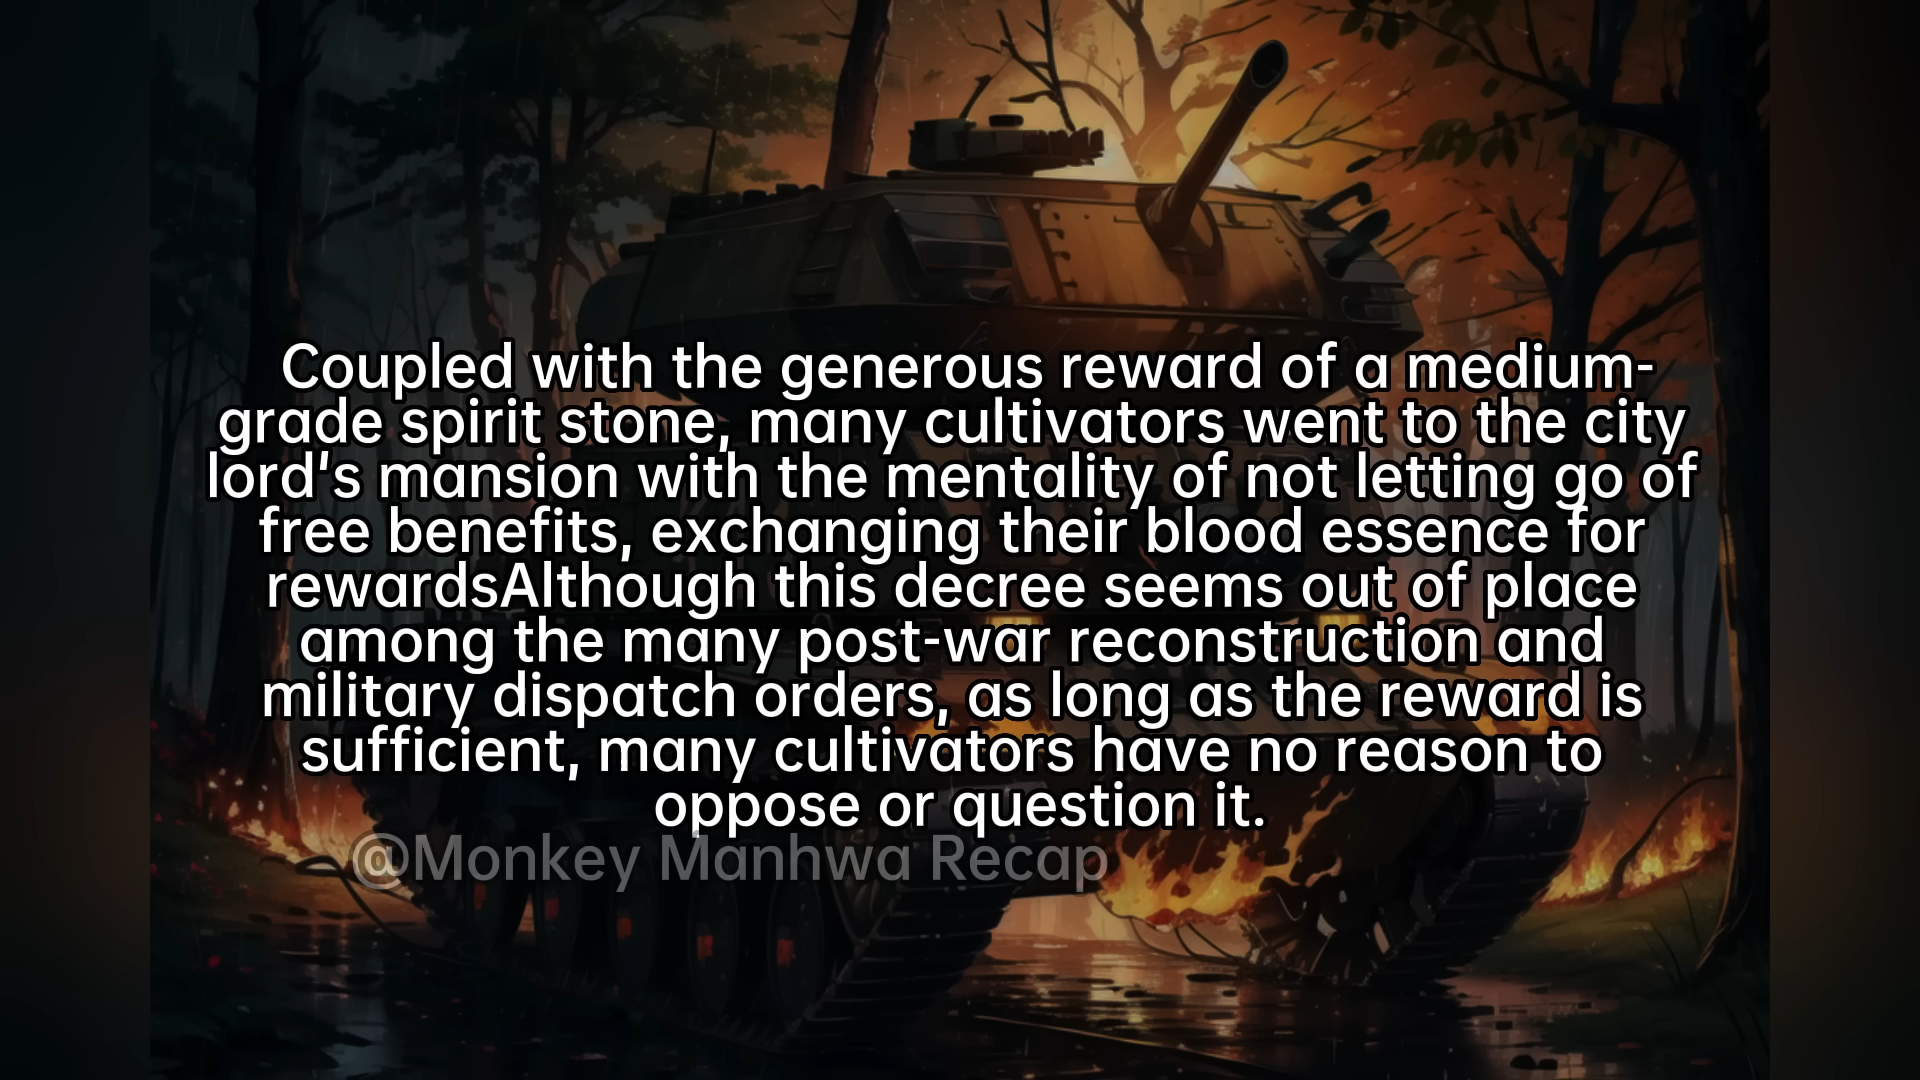 Coupled with the generous reward of a medium-
grade spirit stone, many cultivators went to the city
lord's mansion with the mentality of not letting go of
free benefits, exchanging their blood essence for
rewardsAlthough this decree seems out of place
among the many post-war reconstruction and
military dispatch orders, as long as the reward is
sufficient, many cultivators have no reason to
oppose or question it.
@Monkey Manhwa Recap